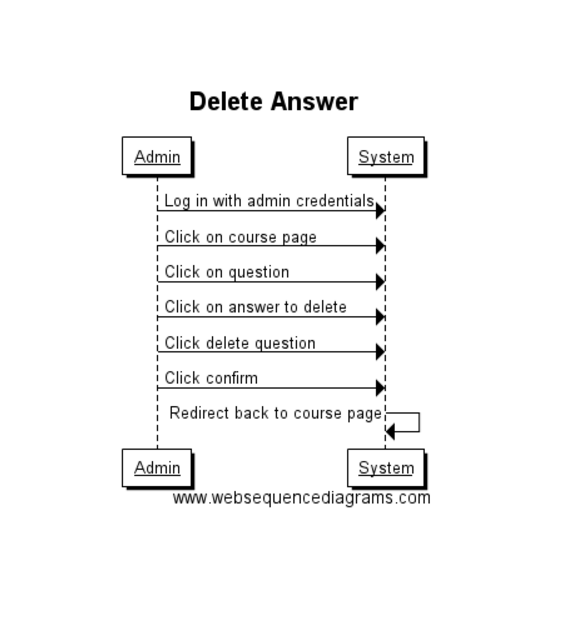 Delete Answer
Admin System
Log in with admin credentials
Click on course page
Click on question
Click on answer to delete
Click delete question
Click confirm
Redirect back to course page
Admin System
www.websequencediagrams.com